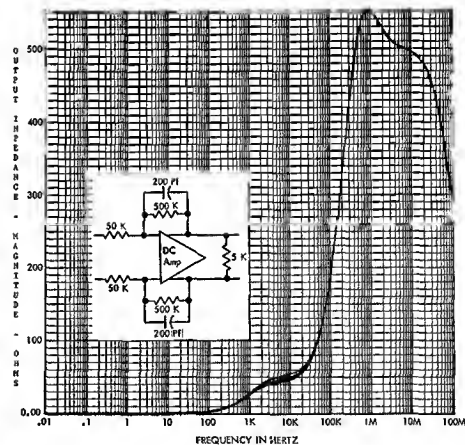 OUTPUT IMPEDANCE - MAGNITUDE - OHMS
500
400
300
200
100
0.00
200 Pf
500 K
50 K
DC
Amp
5 K
50 K
500 K
200 Pf
.01
.1
1
10
100
1K
10K
100K
1M
10M
100M
FREQUENCY IN HERTZ